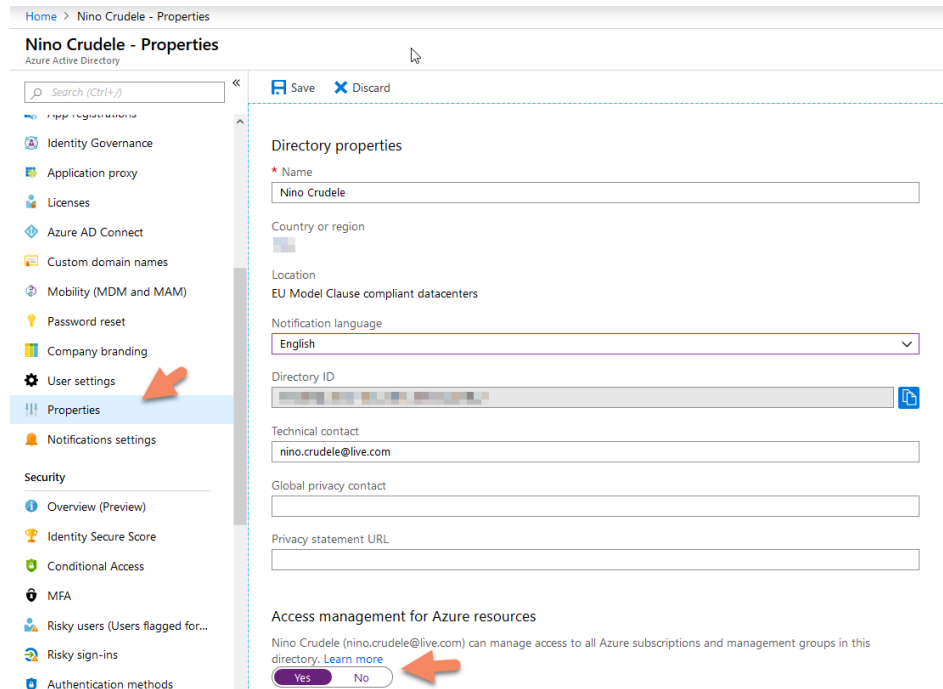 Home > Nino Crudele - Properties
Nino Crudele - Properties
Azure Active Directory
Search (Ctrl+/)
«
App registrations
Identity Governance
Application proxy
Licenses
Azure AD Connect
Custom domain names
Mobility (MDM and MAM)
Password reset
Company branding
User settings
Properties
Notifications settings
Security
Overview (Preview)
Identity Secure Score
Conditional Access
MFA
Risky users (Users flagged for...
Risky sign-ins
Authentication methods
Save Discard
Directory properties
* Name
Nino Crudele
Country or region
Location
EU Model Clause compliant datacenters
Notification language
English
Directory ID
Technical contact
nino.crudele@live.com
Global privacy contact
Privacy statement URL
Access management for Azure resources
Nino Crudele (nino.crudele@live.com) can manage access to all Azure subscriptions and management groups in this
directory. Learn more
Yes No